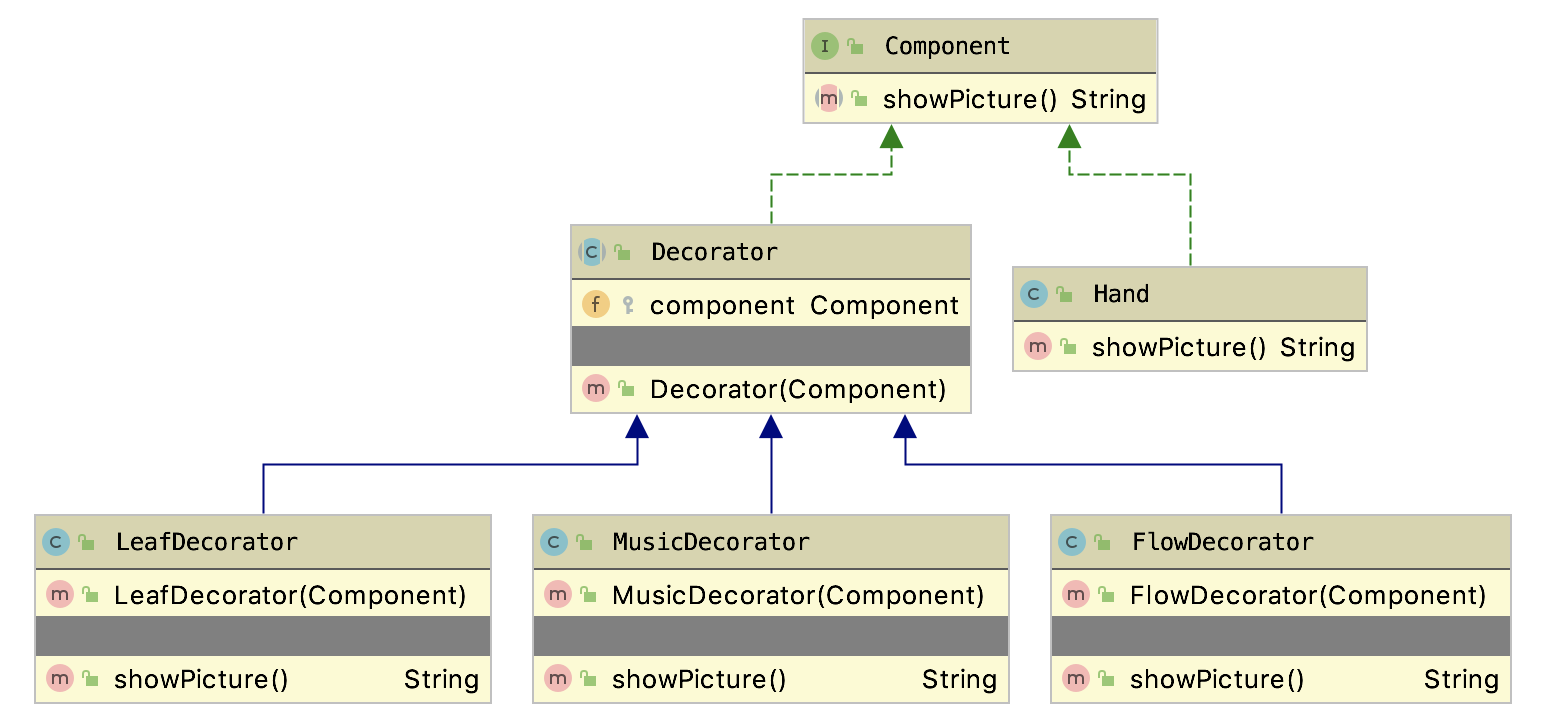 I Component
m showPicture() String
C Decorator
f component Component
m Decorator(Component)
C Hand
m showPicture() String
C LeafDecorator
m LeafDecorator(Component)
m showPicture() String
C MusicDecorator
m MusicDecorator(Component)
m showPicture() String
C FlowDecorator
m FlowDecorator(Component)
m showPicture() String